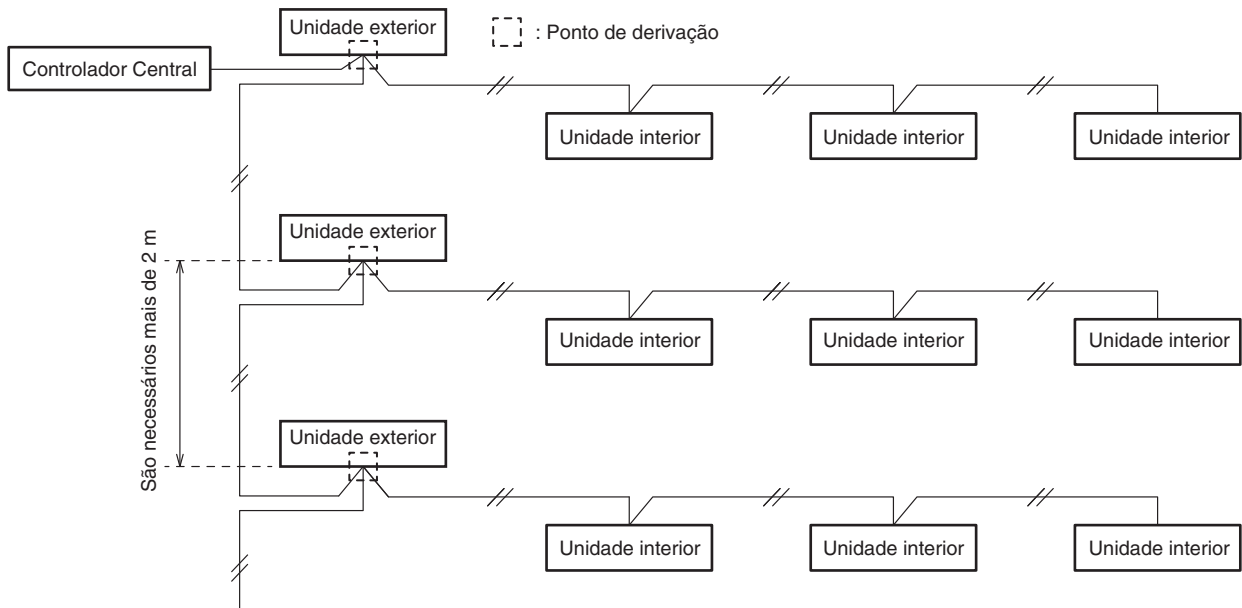 Unidade exterior
: Ponto de derivação
Controlador Central
Unidade interior
Unidade interior
Unidade interior
Unidade exterior
São necessários mais de 2 m
Unidade interior
Unidade interior
Unidade interior
Unidade exterior
Unidade interior
Unidade interior
Unidade interior